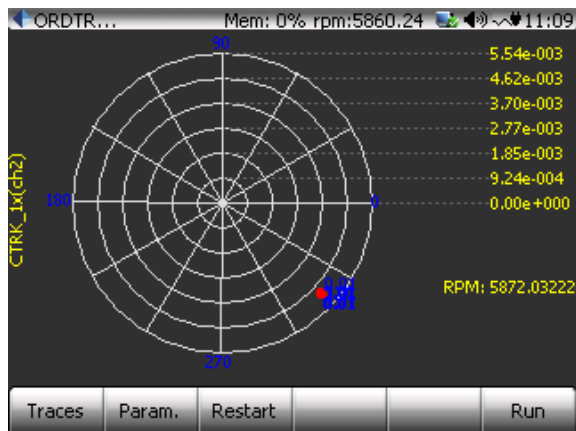 ORDTR... Mem: 0% rpm:5860.24 11:09
90
5.54e-003
4.62e-003
3.70e-003
2.77e-003
1.85e-003
9.24e-004
180 0 0.00e+000
CTRK_1x(ch2)
RPM: 5872.03222
270
Traces Param. Restart Run